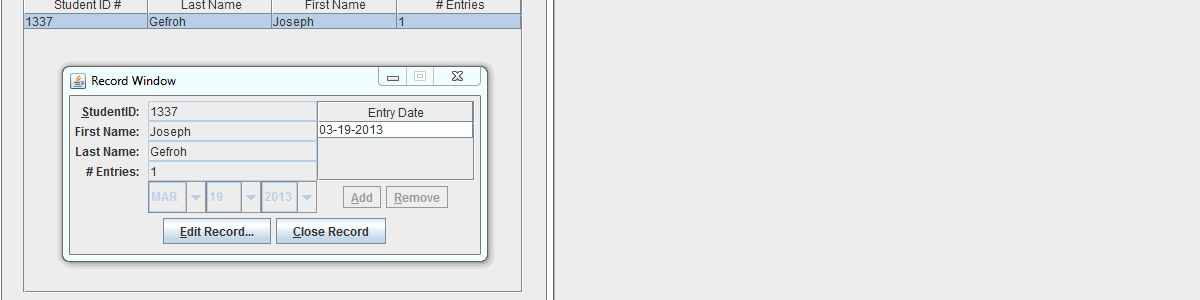 Student ID # Last Name First Name # Entries
1337 Gefroh Joseph 1
Record Window
StudentID: 1337
First Name: Joseph
Last Name: Gefroh
# Entries: 1
Entry Date
03-19-2013
MAR 19 2013
Add Remove
Edit Record... Close Record